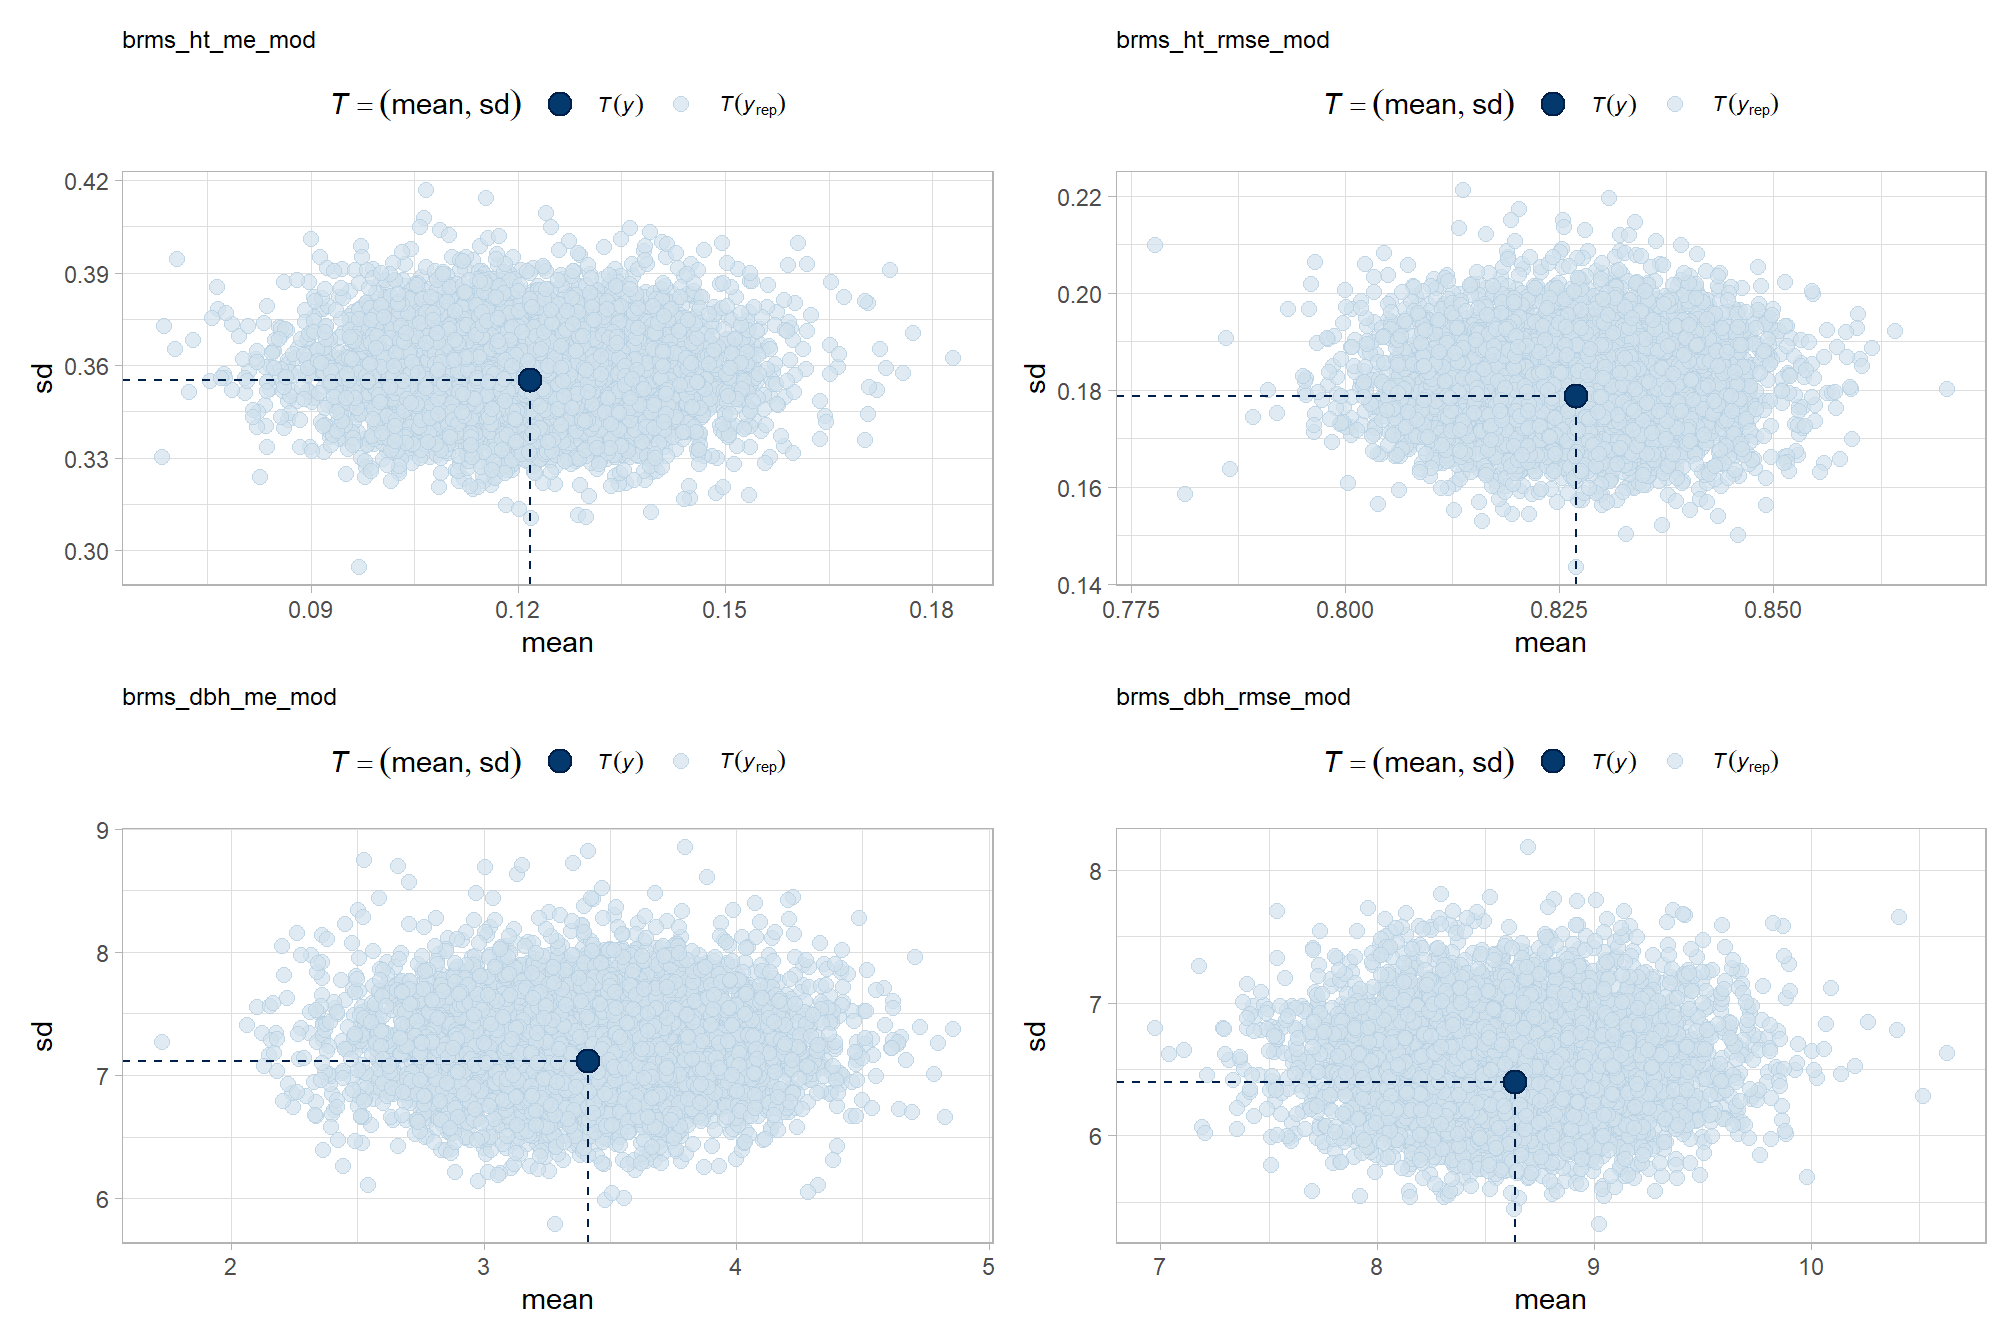 brms_ht_me_mod
T = (mean, sd) T(y) T(yrep)
sd
0.42
0.39
0.36
0.33
0.30
0.09 0.12 0.15 0.18
mean
brms_ht_rmse_mod
T = (mean, sd) T(y) T(yrep)
sd
0.22
0.20
0.18
0.16
0.14
0.775 0.800 0.825 0.850
mean
brms_dbh_me_mod
T = (mean, sd) T(y) T(yrep)
sd
9
8
7
6
2 3 4 5
mean
brms_dbh_rmse_mod
T = (mean, sd) T(y) T(yrep)
sd
8
7
6
7 8 9 10
mean